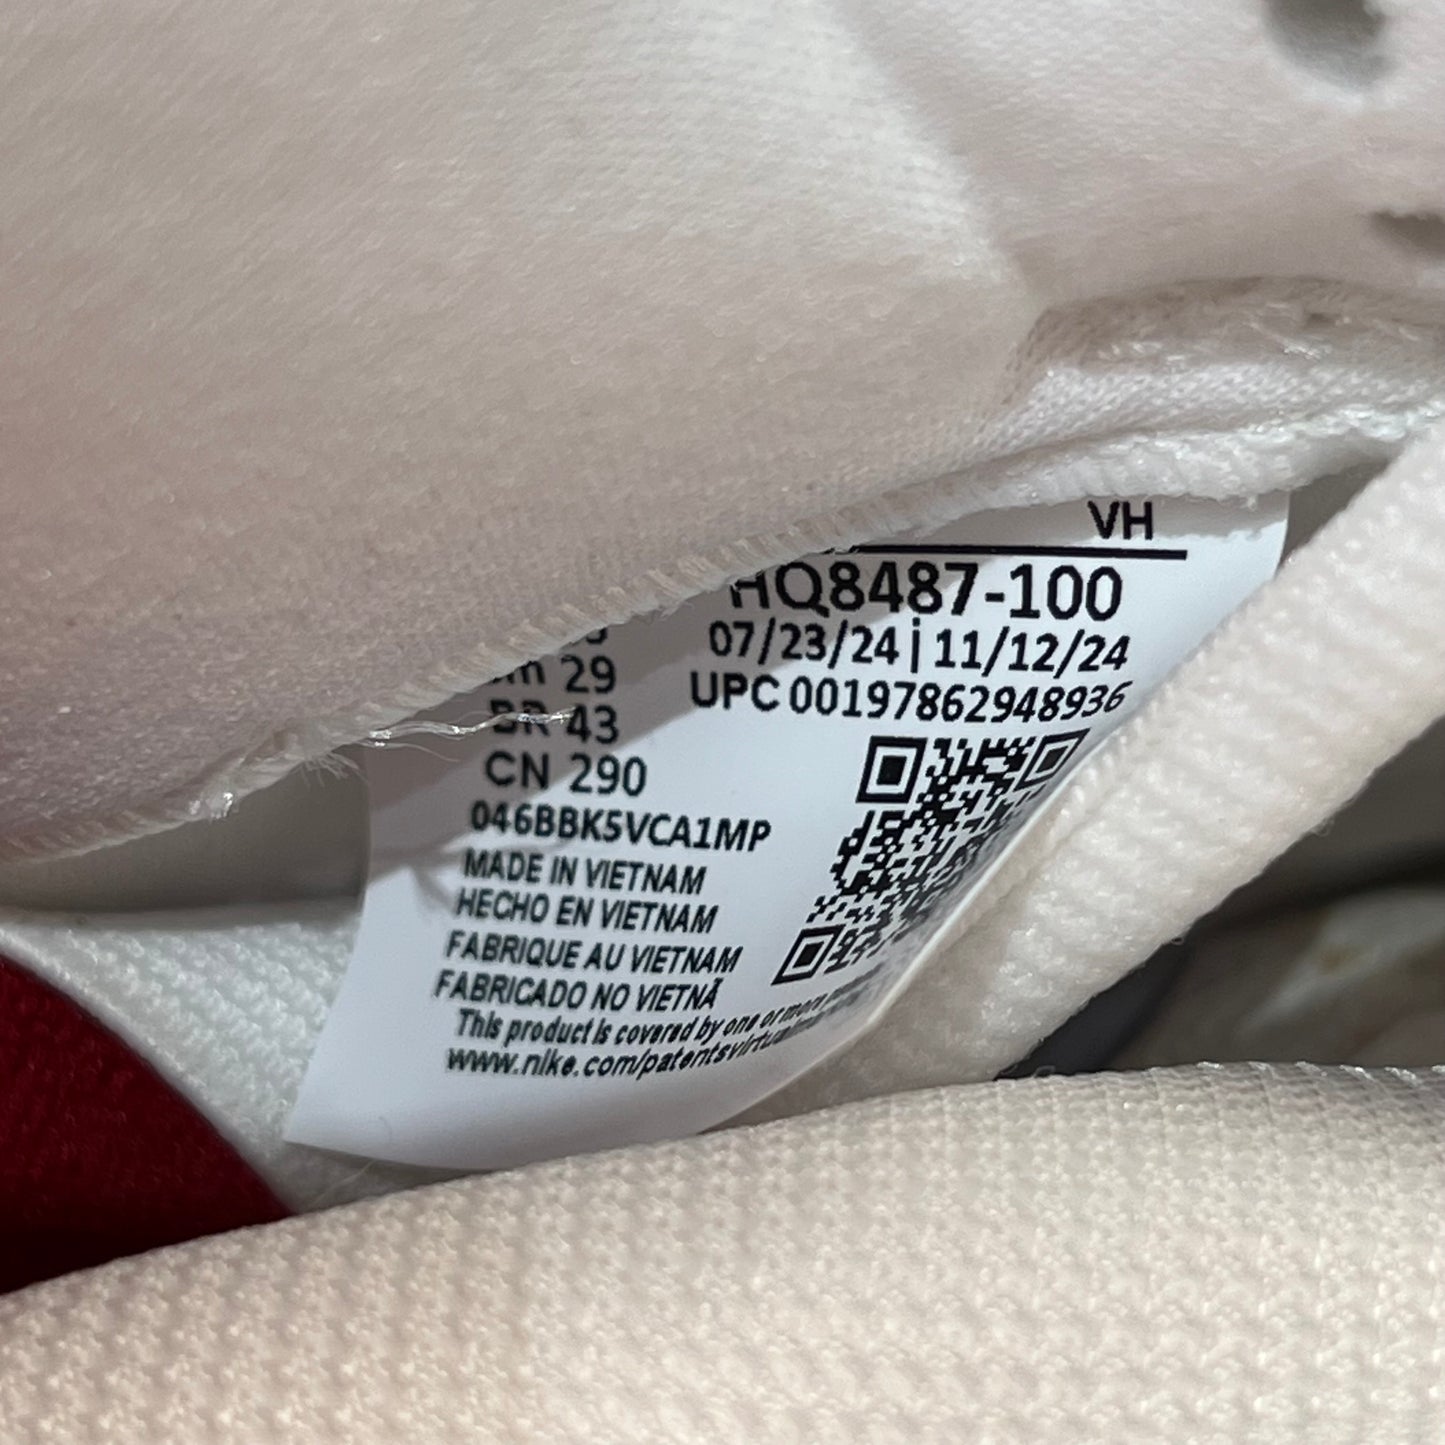 VH
HQ8487-100
07/23/24 | 11/12/24
UPC 00197862948936
29
BR 43
CN 290
046BBK5VCA1MP
MADE IN VIETNAM
HECHO EN VIETNAM
FABRIQUE AU VIETNAM
FABRICADO NO VIETNÃ
This product is covered by one or more
www.nike.com/patentsvirtual